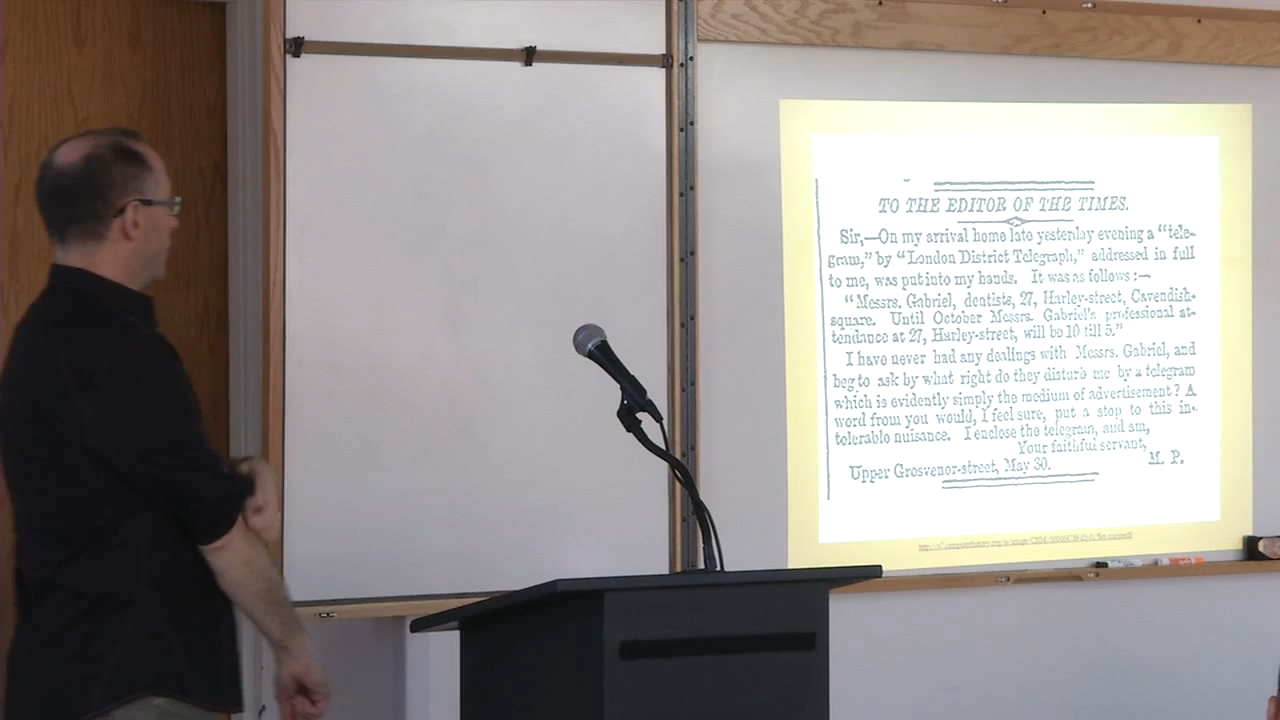 TO THE EDITOR OF THE TIMES.
Sir,—On my arrival home late yesterday evening a "tele-
gram," by "London District Telegraph," addressed in full
to me, was put into my hands. It was as follows :—
"Messrs. Gabriel, dentists, 27, Harley-street, Cavendish-
square. Until October Messrs. Gabriel's professional at-
tendance at 27, Harley-street, will be 10 till 5."
I have never had any dealings with Messrs. Gabriel, and
beg to ask by what right do they disturb me by a telegram
which is evidently simply the medium of advertisement? A
word from you would, I feel sure, put a stop to this in-
tolerable nuisance. I enclose the telegram, and am,
Your faithful servant,
Upper Grosvenor-street, May 30. M. P.